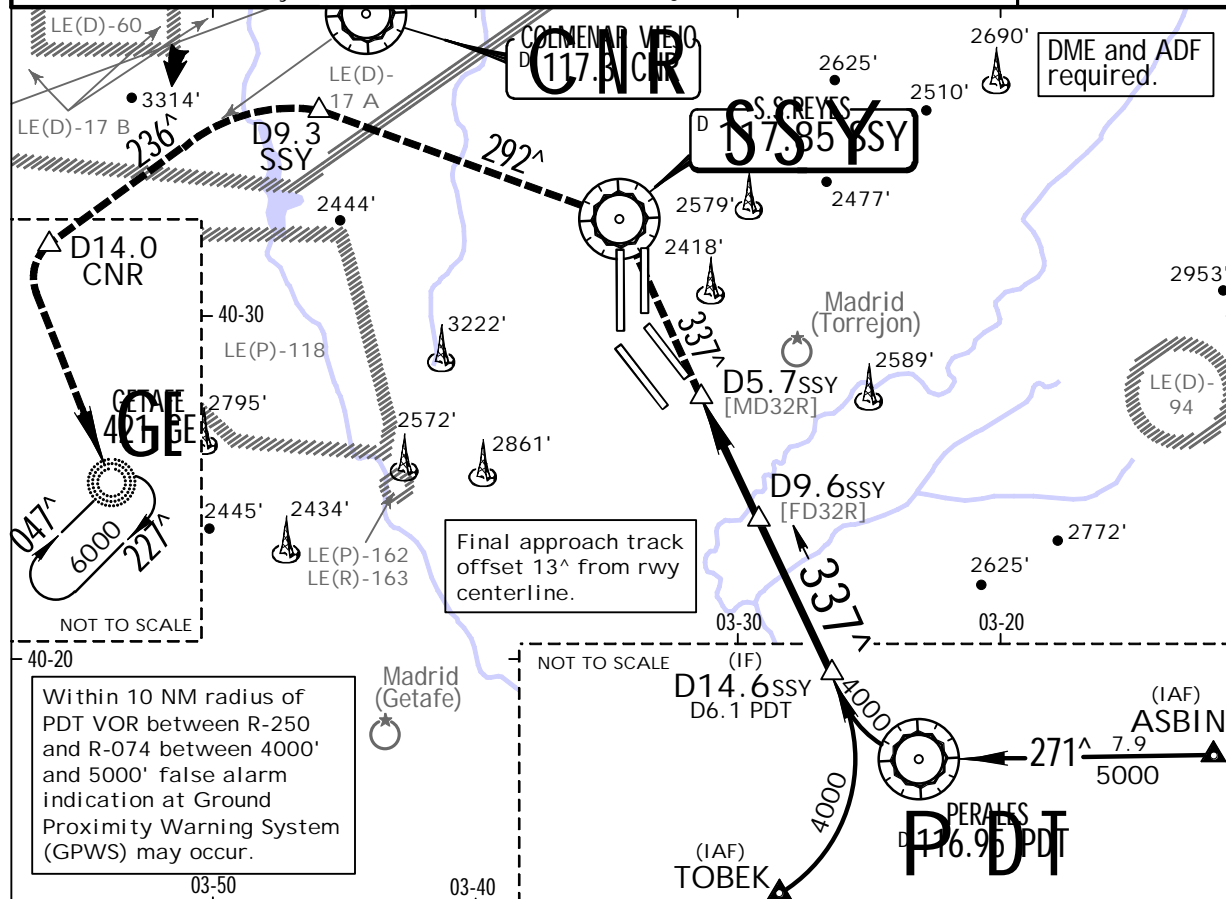 LE(D)-60
COLMENAR VIEJO
D 117.3 CNR
CNR
2690'
DME and ADF
required.
LE(D)-
17 A
2625'
3314'
2510'
LE(D)-17 B
S.S.REYES
D 117.85 SSY
SSY
236^
D9.3
SSY
292^
2579'
2477'
2444'
D14.0
CNR
2418'
2953'
40-30
Madrid
(Torrejon)
3222'
337^
LE(P)-118
2589'
D5.7SSY
[MD32R]
LE(D)-
94
GETAFE
421 GE
GE
2795'
2572'
2861'
D9.6SSY
[FD32R]
047^
6000
227^
2445'
2434'
LE(P)-162
LE(R)-163
Final approach track
offset 13^ from rwy
centerline.
2772'
2625'
337^
NOT TO SCALE
03-30
03-20
40-20
NOT TO SCALE
(IF)
D14.6SSY
D6.1 PDT
4000
Madrid
(Getafe)
Within 10 NM radius of
PDT VOR between R-250
and R-074 between 4000'
and 5000' false alarm
indication at Ground
Proximity Warning System
(GPWS) may occur.
(IAF)
ASBIN
271^
7.9
5000
4000
PERALES
D 116.95 PDT
PDT
(IAF)
TOBEK
03-50
03-40